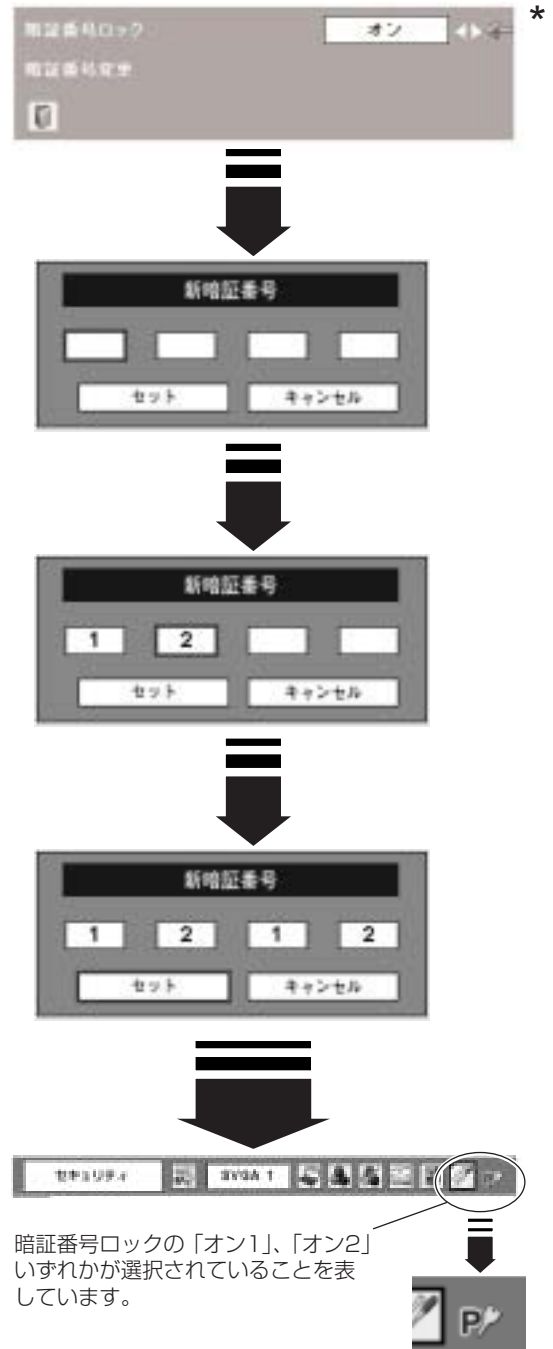 暗証番号ロック オン *
暗証番号変更
新暗証番号
セット キャンセル
新暗証番号
1 2
セット キャンセル
新暗証番号
1 2 1 2
セット キャンセル
セキュリティ SVGA 1
暗証番号ロックの「オン1」、「オン2」
いずれかが選択されていることを表
しています。
P